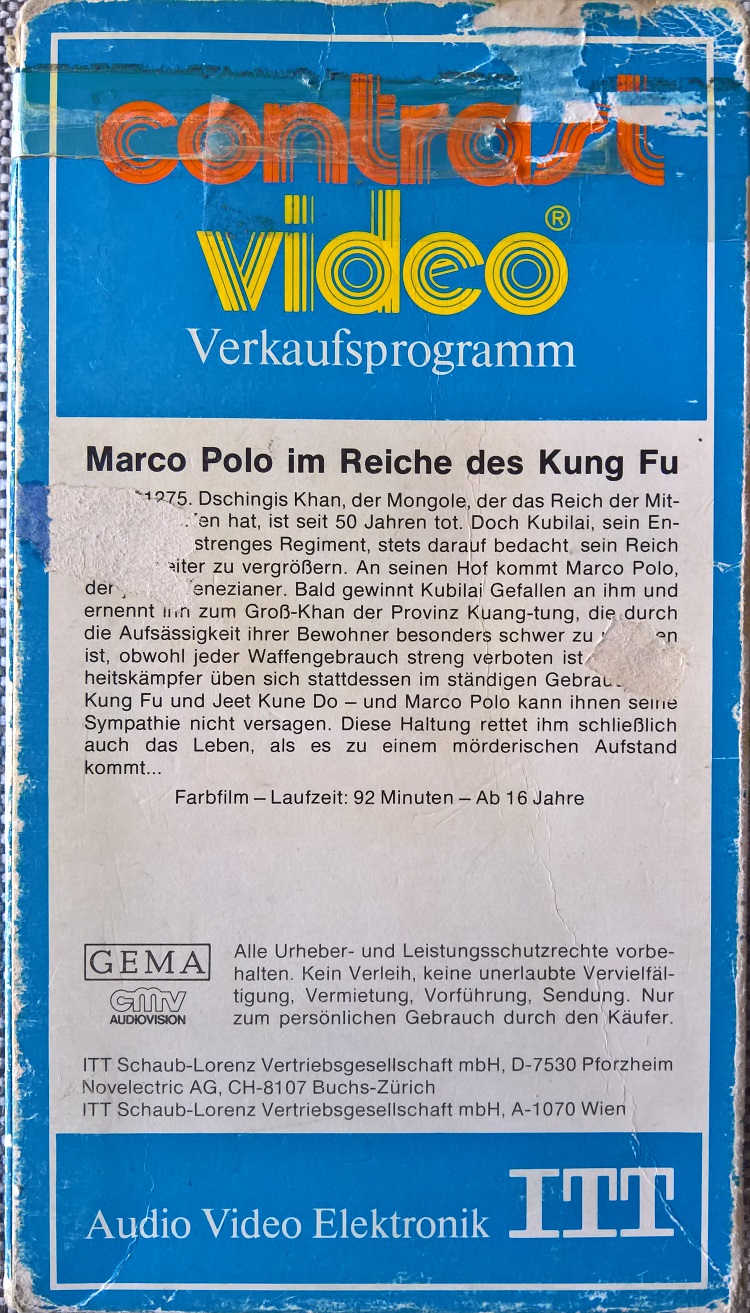 contrast
video®
Verkaufsprogramm
Marco Polo im Reiche des Kung Fu
1275. Dschingis Khan, der Mongole, der das Reich der Mit-
hat, ist seit 50 Jahren tot. Doch Kubilai, sein En-
strenges Regiment, stets darauf bedacht, sein Reich
zu vergrößern. An seinen Hof kommt Marco Polo,
der Venezianer. Bald gewinnt Kubilai Gefallen an ihm und
ernennt ihn zum Groß-Khan der Provinz Kuang-tung, die durch
die Aufsässigkeit ihrer Bewohner besonders schwer zu
ist, obwohl jeder Waffengebrauch streng verboten ist
heitskämpfer üben sich stattdessen im ständigen
Kung Fu und Jeet Kune Do – und Marco Polo kann ihnen seine
Sympathie nicht versagen. Diese Haltung rettet ihm schließlich
auch das Leben, als es zu einem mörderischen Aufstand
kommt...
Farbfilm – Laufzeit: 92 Minuten – Ab 16 Jahre
GEMA
cmv
AUDIOVISION
Alle Urheber- und Leistungsschutzrechte vorbe-
halten. Kein Verleih, keine unerlaubte Vervielfäl-
tigung, Vermietung, Vorführung, Sendung. Nur
zum persönlichen Gebrauch durch den Käufer.
ITT Schaub-Lorenz Vertriebsgesellschaft mbH, D-7530 Pforzheim
Novelectric AG, CH-8107 Buchs-Zürich
ITT Schaub-Lorenz Vertriebsgesellschaft mbH, A-1070 Wien
Audio Video Elektronik ITT